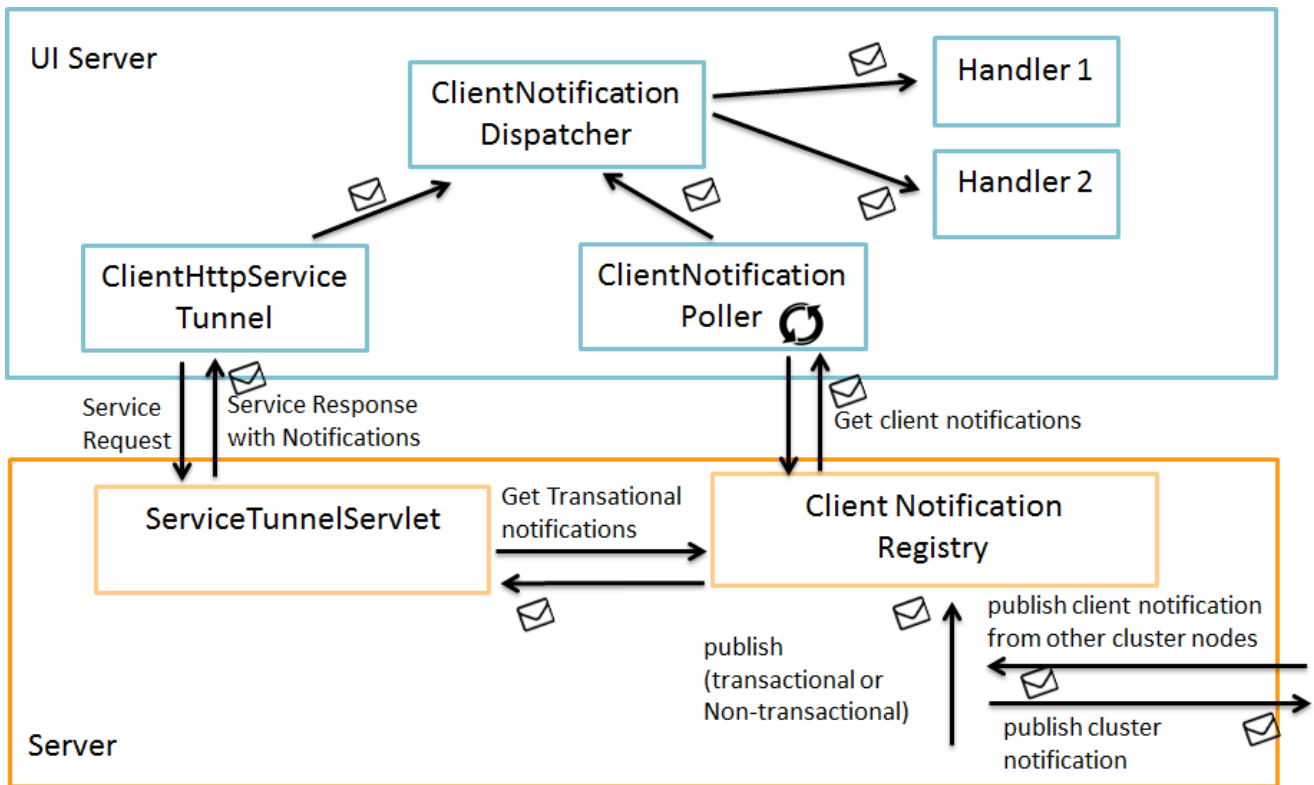 UI Server
ClientNotification
Dispatcher
Handler 1
Handler 2
ClientHttpService
Tunnel
ClientNotification
Poller
Service
Request
Service Response
with Notifications
Get client notifications
ServiceTunnelServlet
Get Transational
notifications
Client Notification
Registry
publish
(transactional or
Non-transactional)
publish client notification
from other cluster nodes
publish cluster
notification
Server